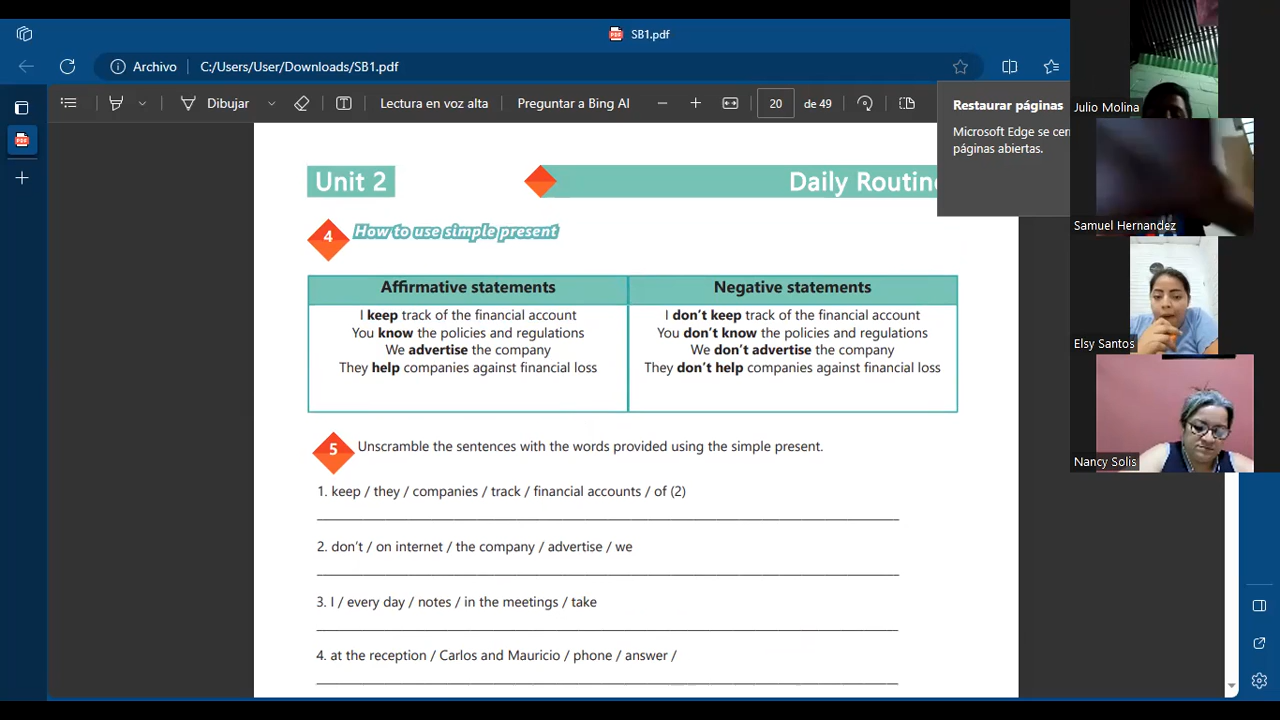 SB1.pdf
Archivo C:/Users/User/Downloads/SB1.pdf
Dibujar Lectura en voz alta Preguntar a Bing AI 20 de 49
Restaurar páginas
Microsoft Edge se cer
páginas abiertas.
Julio Molina
Samuel Hernandez
Elsy Santos
Nancy Solis
Unit 2
Daily Routine
4 How to use simple present
Affirmative statements
I keep track of the financial account
You know the policies and regulations
We advertise the company
They help companies against financial loss
Negative statements
I don't keep track of the financial account
You don't know the policies and regulations
We don't advertise the company
They don't help companies against financial loss
5 Unscramble the sentences with the words provided using the simple present.
1. keep / they / companies / track / financial accounts / of (2)
2. don't / on internet / the company / advertise / we
3. I / every day / notes / in the meetings / take
4. at the reception / Carlos and Mauricio / phone / answer /